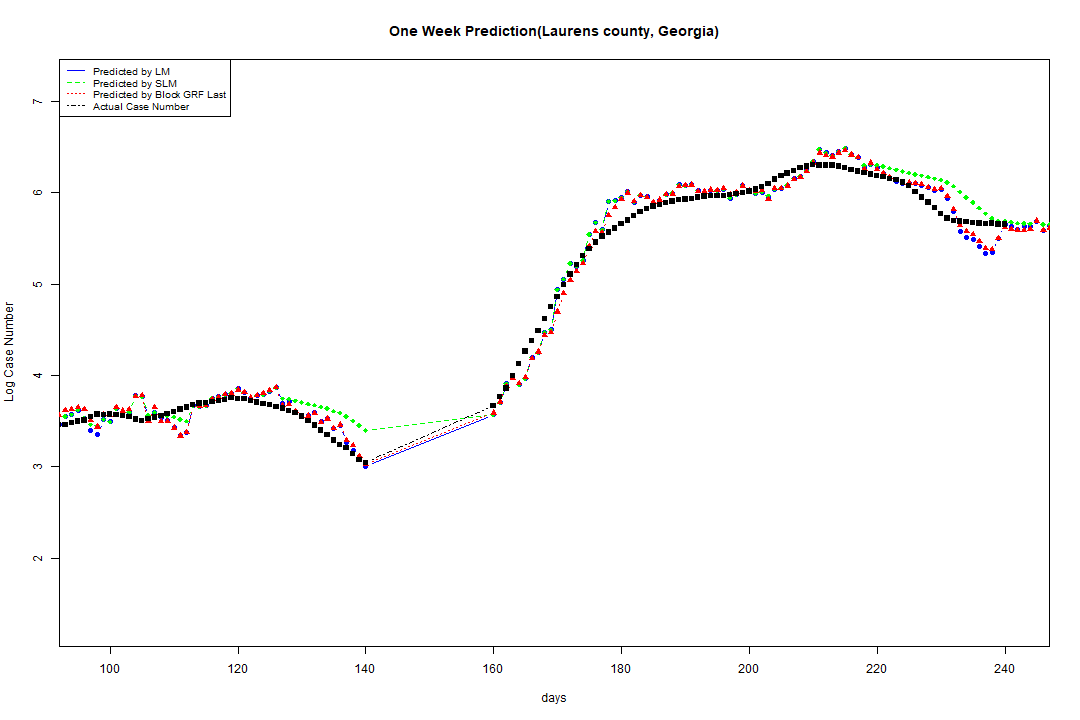 One Week Prediction(Laurens county, Georgia)
Predicted by LM
Predicted by SLM
Predicted by Block GRF Last
Actual Case Number
Log Case Number
7
6
5
4
3
2
100 120 140 160 180 200 220 240
days